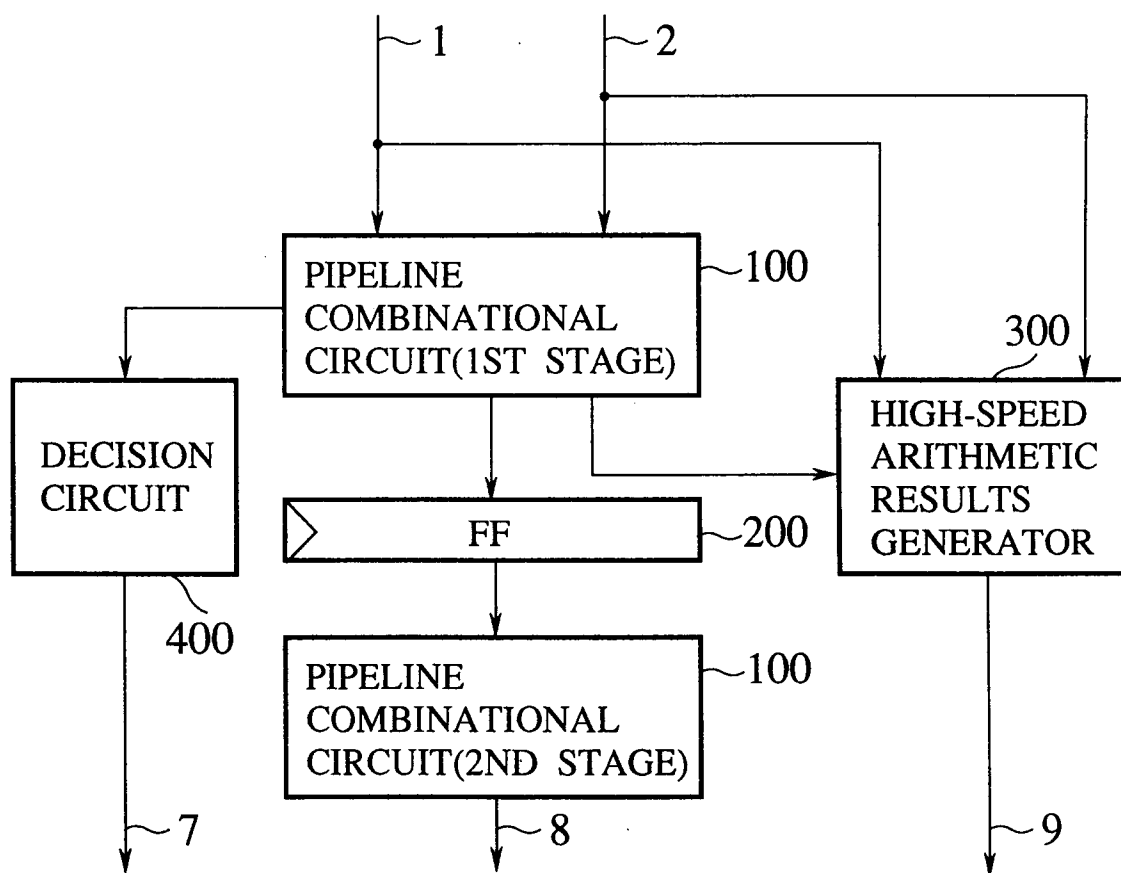 1
2
PIPELINE
COMBINATIONAL
CIRCUIT(1ST STAGE)
100
300
DECISION
CIRCUIT
HIGH-SPEED
ARITHMETIC
RESULTS
GENERATOR
FF
200
400
PIPELINE
COMBINATIONAL
CIRCUIT(2ND STAGE)
100
7
8
9